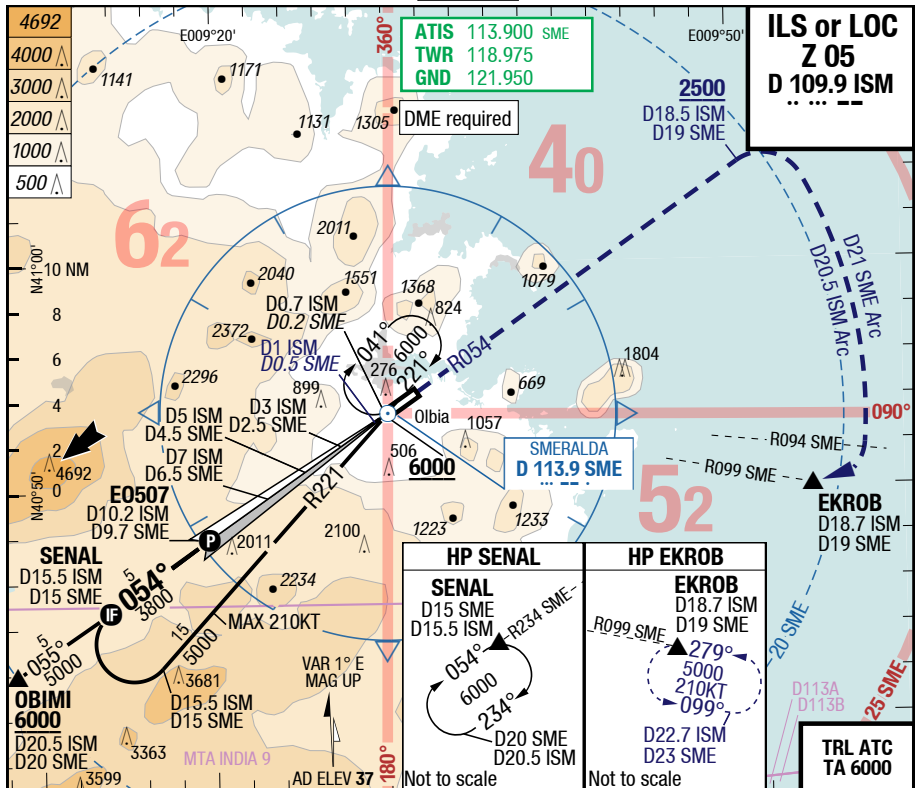 4692
4000
3000
2000
1000
500
E009°20'
360°
ATIS 113.900 SME
TWR 118.975
GND 121.950
E009°50'
ILS or LOC
Z 05
D 109.9 ISM
DME required
2500
D18.5 ISM
D19 SME
1141
1171
1131
1305
40
62
N41°00'
10 NM
8
6
4
2
0
N40°50'
2011
2040
1551
1368
824
1079
D0.7 ISM
D0.2 SME
2372
D1 ISM
D0.5 SME
041°
6000
221°
276
R054
D21 SME Arc
D20.5 ISM Arc
2296
899
669
1804
D3 ISM
D2.5 SME
D5 ISM
D4.5 SME
D7 ISM
D6.5 SME
Olbia
1057
090°
R094 SME
R099 SME
506
6000
SMERALDA
D 113.9 SME
52
EKROB
D18.7 ISM
D19 SME
4692
EO507
D10.2 ISM
D9.7 SME
P
2011
2100
1223
1233
R221
SENAL
D15.5 ISM
D15 SME
IF
5
054°
3800
2234
MAX 210KT
15
5000
5
055°
5000
OBIMI
6000
D20.5 ISM
D20 SME
3681
D15.5 ISM
D15 SME
3363
3599
MTA INDIA 9
VAR 1° E
MAG UP
AD ELEV 37
180°
HP SENAL
SENAL
D15 SME
D15.5 ISM
R234 SME
054°
6000
234°
D20 SME
D20.5 ISM
Not to scale
HP EKROB
EKROB
D18.7 ISM
D19 SME
R099 SME
279°
5000
210KT
099°
D22.7 ISM
D23 SME
Not to scale
20 SME
25 SME
D113A
D113B
TRL ATC
TA 6000